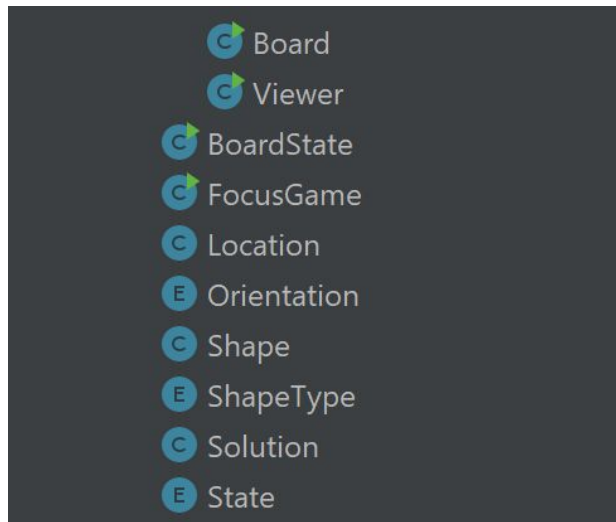 C Board
C Viewer
C BoardState
C FocusGame
C Location
E Orientation
C Shape
E ShapeType
C Solution
E State